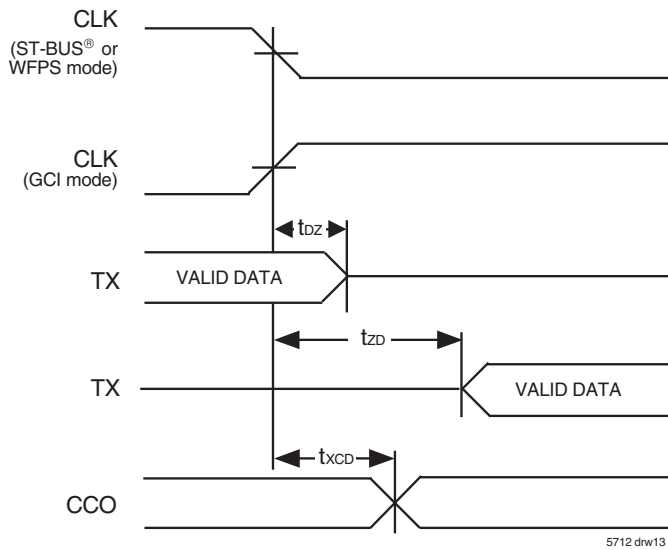 CLK
(ST-BUS® or
WFPS mode)
CLK
(GCI mode)
tDZ
TX
VALID DATA
tZD
TX
VALID DATA
tXCD
CCO
5712 drw13